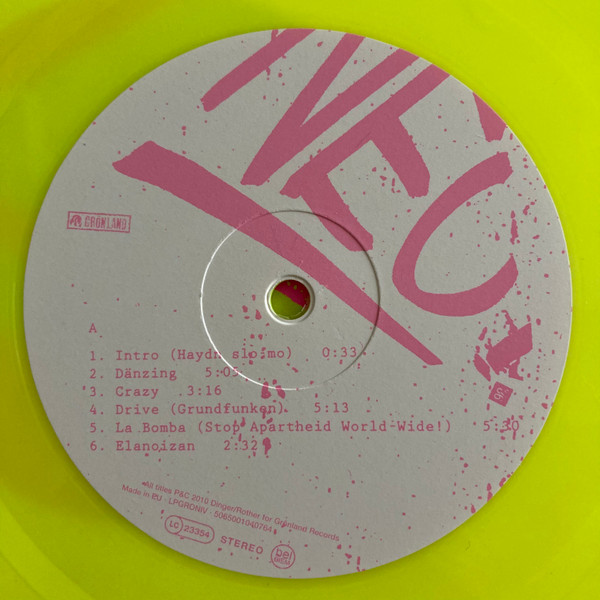 NEU
GRÖNLAND
A
1. Intro (Haydn slo-mo) 0:33
2. Dänzing 5:05
3. Crazy 3:16
4. Drive (Grundfunken) 5:13
5. La Bomba (Stop Apartheid World-Wide!) 5:30
6. Elanoizan 2:32
All titles P&C 2010 Dinger/Rother for Grönland Records
Made in EU · LPGRONIV · 5065001040764
LC 23354 STEREO